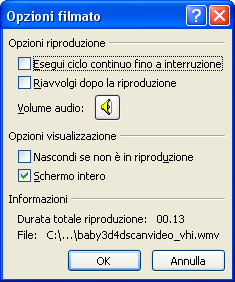 Opzioni filmato
Opzioni riproduzione
Esegui ciclo continuo fino a interruzione
Riavvolgi dopo la riproduzione
Volume audio:
Opzioni visualizzazione
Nascondi se non è in riproduzione
Schermo intero
Informazioni
Durata totale riproduzione: 00.13
File: C:\...\baby3d4dscanvideo_vhi.wmv
OK Annulla